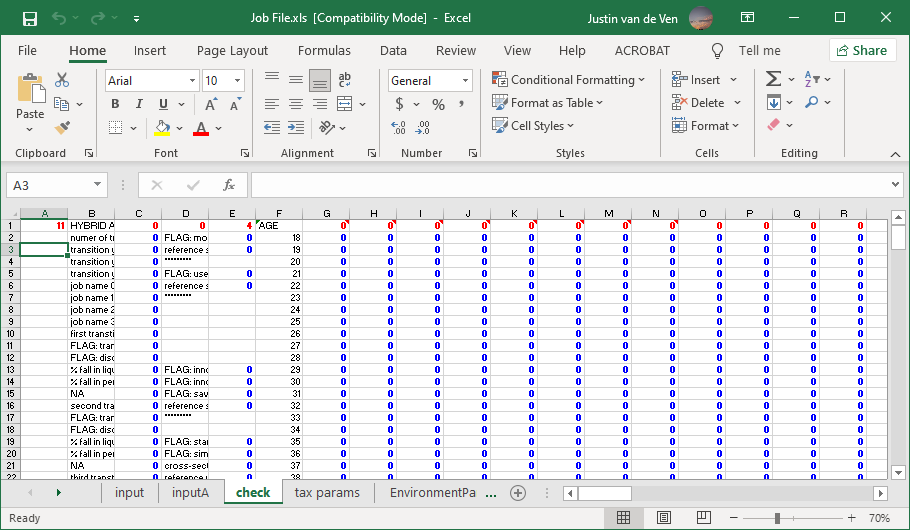 Job File.xls  [Compatibility Mode]  -  Excel
Justin van de Ven
File Home Insert Page Layout Formulas Data Review View Help ACROBAT Tell me Share
Paste
Clipboard
Arial 10
B I U A A
A
Font
ab
Alignment
General
$ % ,
Number
Conditional Formatting
Format as Table
Cell Styles
Styles
Insert
Delete
Format
Cells
Editing
A3 fx
A B C D E F G H I J K L M N O P Q R
1 11 HYBRID A 0 0 4 AGE 0 0 0 0 0 0 0 0 0 0 0 0
2 numer of t 0 FLAG: mo 0 18 0 0 0 0 0 0 0 0 0 0 0 0
3 transition y 0 reference s 0 19 0 0 0 0 0 0 0 0 0 0 0 0
4 transition y 0 ********* 20 0 0 0 0 0 0 0 0 0 0 0 0
5 transition y 0 FLAG: use 0 21 0 0 0 0 0 0 0 0 0 0 0 0
6 job name 0 0 reference s 0 22 0 0 0 0 0 0 0 0 0 0 0 0
7 job name 1 0 ********* 23 0 0 0 0 0 0 0 0 0 0 0 0
8 job name 2 0 24 0 0 0 0 0 0 0 0 0 0 0 0
9 job name 3 0 25 0 0 0 0 0 0 0 0 0 0 0 0
10 first transti 0 26 0 0 0 0 0 0 0 0 0 0 0 0
11 FLAG: tran 0 27 0 0 0 0 0 0 0 0 0 0 0 0
12 FLAG: disc 0 28 0 0 0 0 0 0 0 0 0 0 0 0
13 % fall in liqu 0 FLAG: inno 0 29 0 0 0 0 0 0 0 0 0 0 0 0
14 % fall in per 0 FLAG: inno 0 30 0 0 0 0 0 0 0 0 0 0 0 0
15 NA 0 FLAG: sav 0 31 0 0 0 0 0 0 0 0 0 0 0 0
16 second tra 0 reference s 0 32 0 0 0 0 0 0 0 0 0 0 0 0
17 FLAG: tran 0 ********* 33 0 0 0 0 0 0 0 0 0 0 0 0
18 FLAG: disc 0 34 0 0 0 0 0 0 0 0 0 0 0 0
19 % fall in liqu 0 FLAG: star 0 35 0 0 0 0 0 0 0 0 0 0 0 0
20 % fall in per 0 FLAG: sim 0 36 0 0 0 0 0 0 0 0 0 0 0 0
21 NA 0 cross-sect 0 37 0 0 0 0 0 0 0 0 0 0 0 0
22 third transt 0 reference 0 38 0 0 0 0 0 0 0 0 0 0 0 0
input inputA check tax params EnvironmentPa ...
Ready 70%